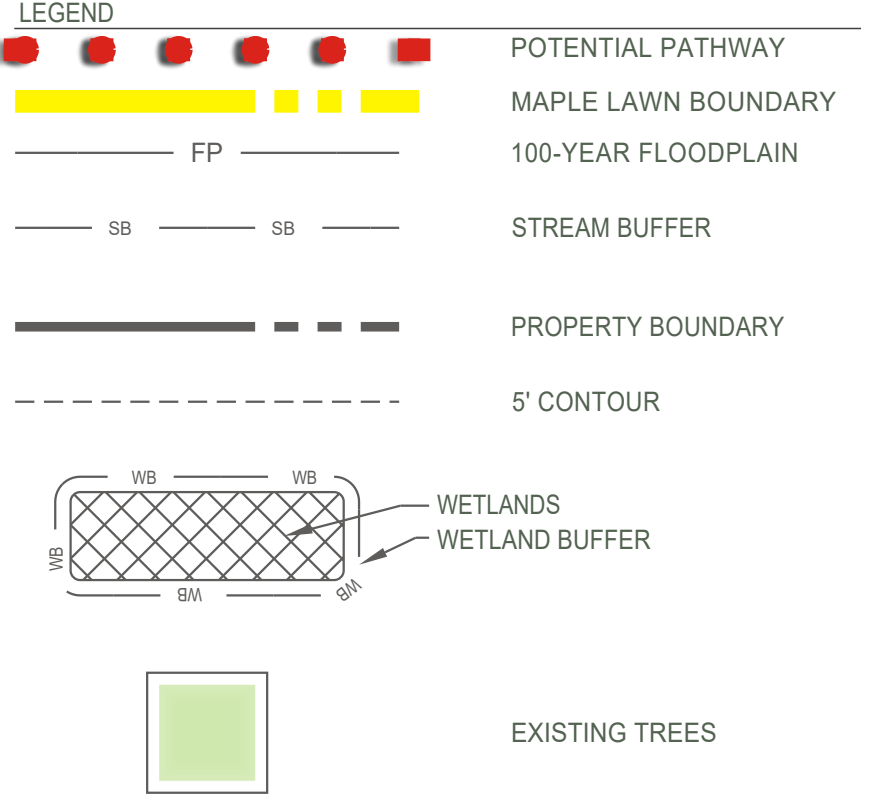 LEGEND
POTENTIAL PATHWAY
MAPLE LAWN BOUNDARY
FP 100-YEAR FLOODPLAIN
SB SB STREAM BUFFER
PROPERTY BOUNDARY
5' CONTOUR
WB WB
WETLANDS
WETLAND BUFFER
WB
WB
WB
EXISTING TREES